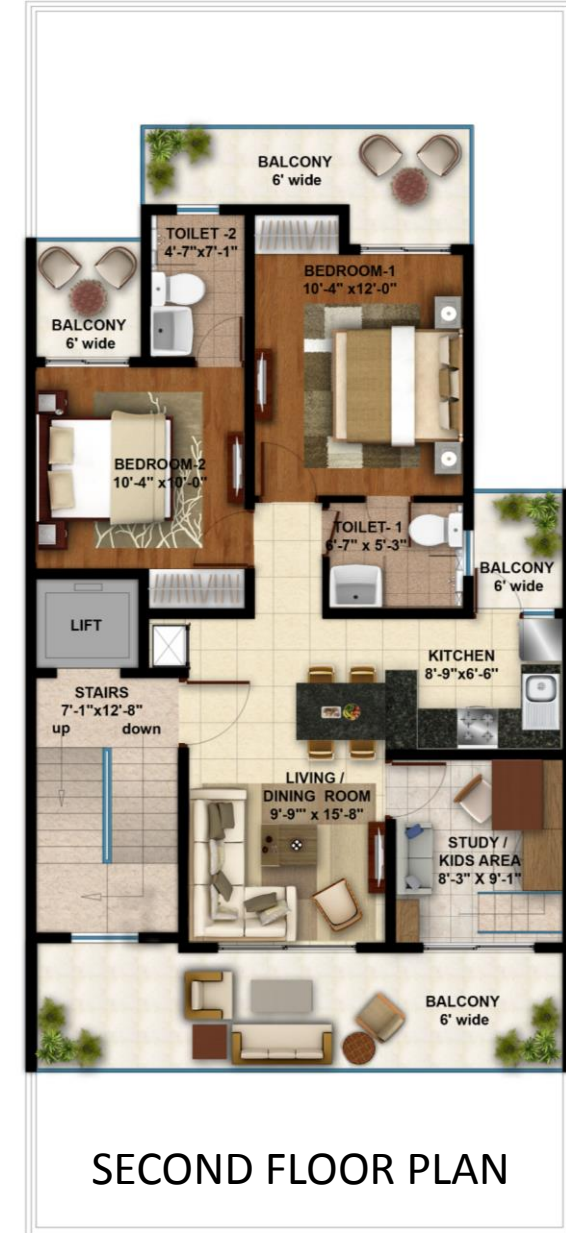 BALCONY
6' wide
TOILET -2
4'-7"x7'-1"
BEDROOM-1
10'-4" x12'-0"
BALCONY
6' wide
BEDROOM-2
10'-4" x10'-0"
TOILET- 1
6'-7" x 5'-3"
BALCONY
6' wide
LIFT
KITCHEN
8'-9"x6'-6"
STAIRS
7'-1"x12'-8"
up down
LIVING /
DINING ROOM
9'-9"' x 15'-8"
STUDY /
KIDS AREA
8'-3" X 9'-1"
BALCONY
6' wide
SECOND FLOOR PLAN